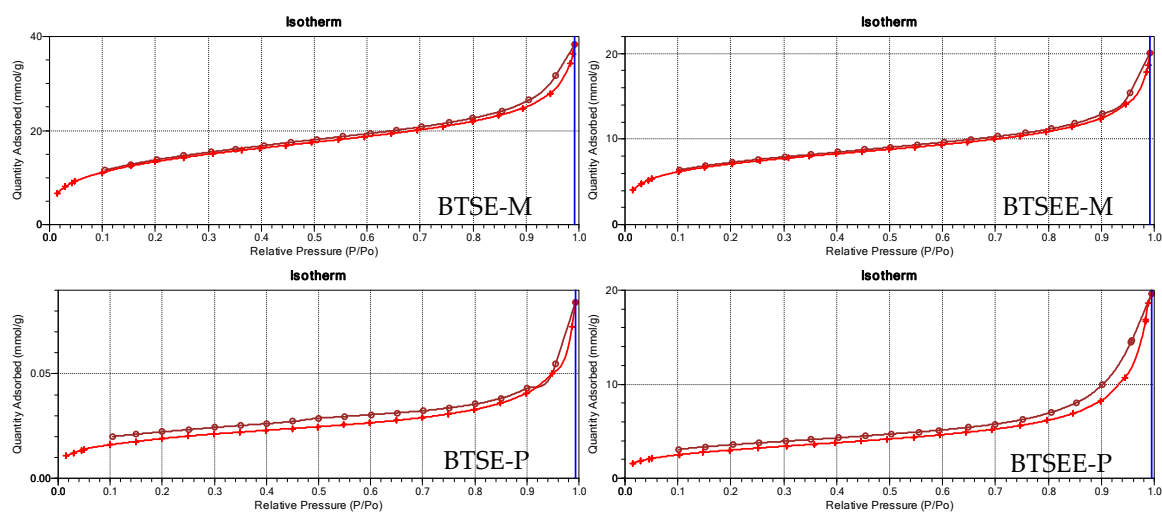 Isotherm
Quantity Adsorbed (mmol/g)
40
20
0
BTSE-M
0.0 0.1 0.2 0.3 0.4 0.5 0.6 0.7 0.8 0.9 1.0
Relative Pressure (P/Po)
Isotherm
Quantity Adsorbed (mmol/g)
20
10
0
BTSEE-M
0.0 0.1 0.2 0.3 0.4 0.5 0.6 0.7 0.8 0.9 1.0
Relative Pressure (P/Po)
Isotherm
Quantity Adsorbed (mmol/g)
0.05
0.00
BTSE-P
0.0 0.1 0.2 0.3 0.4 0.5 0.6 0.7 0.8 0.9 1.0
Relative Pressure (P/Po)
Isotherm
Quantity Adsorbed (mmol/g)
20
10
0
BTSEE-P
0.0 0.1 0.2 0.3 0.4 0.5 0.6 0.7 0.8 0.9 1.0
Relative Pressure (P/Po)